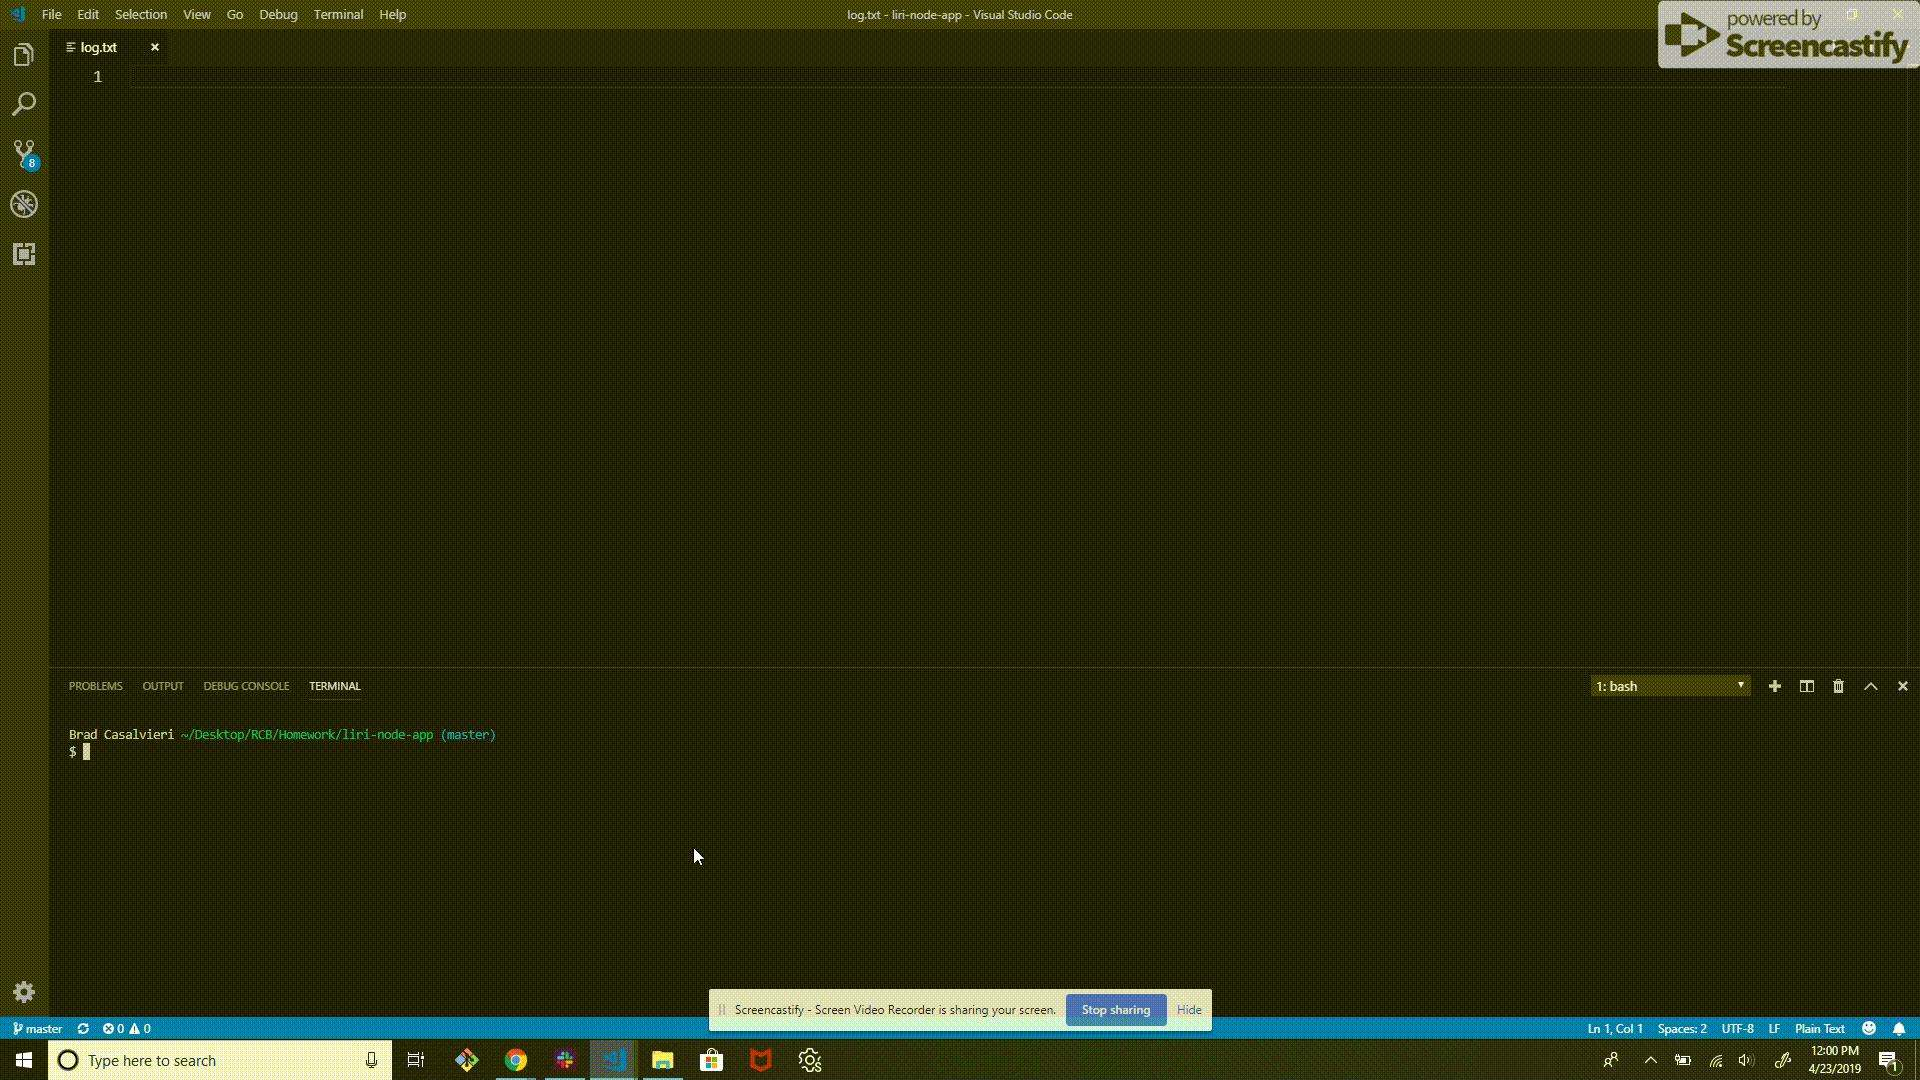 File Edit Selection View Go Debug Terminal Help
log.txt - liri-node-app - Visual Studio Code
powered by
Screencastify
log.txt
1
8
PROBLEMS OUTPUT DEBUG CONSOLE TERMINAL
1: bash
Brad Casalvieri ~/Desktop/RCB/Homework/liri-node-app (master)
$
Screencastify - Screen Video Recorder is sharing your screen. Stop sharing Hide
master 0 0
Ln 1, Col 1 Spaces: 2 UTF-8 LF Plain Text
Type here to search
12:00 PM
4/23/2019
1